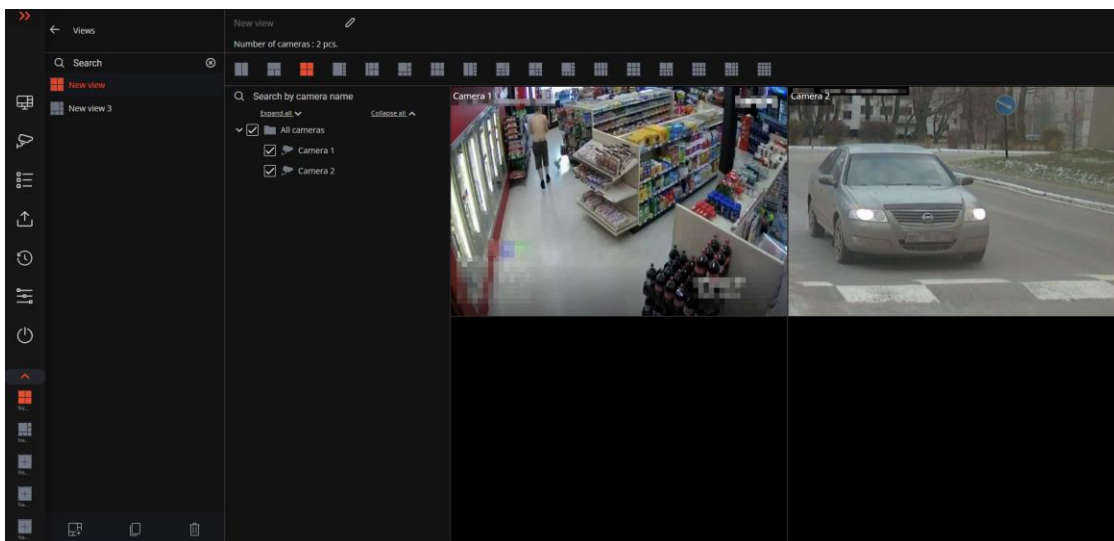 Views
Search
New view
New view 3
New view
Number of cameras : 2 pcs.
Search by camera name
Expand all
Collapse all
All cameras
Camera 1
Camera 2
Camera 1
Camera 2